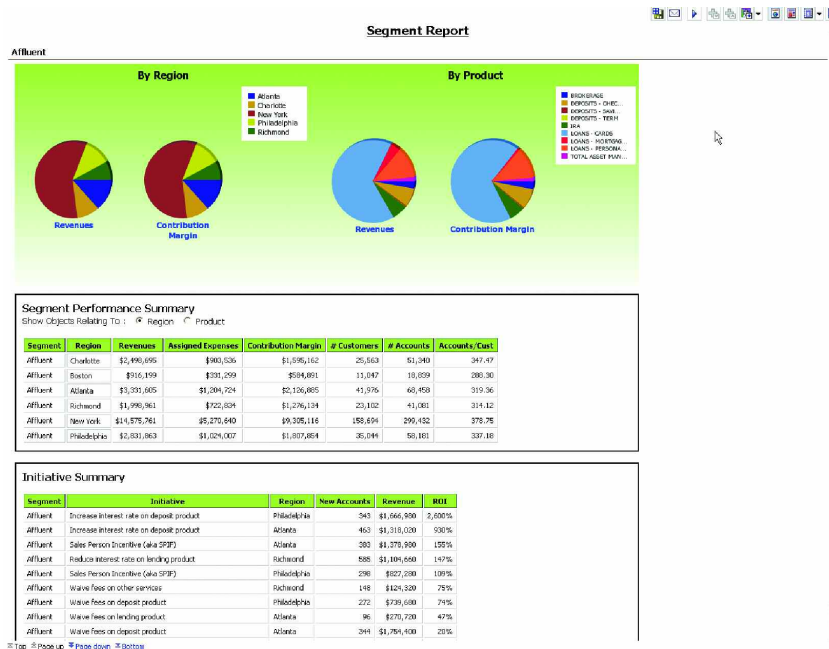 Segment Report
Affluent
By Region
By Product
Atlanta
Charlotte
New York
Philadelphia
Richmond
BROKERAGE
DEPOSITS - CHEC...
DEPOSITS - SAVI...
DEPOSITS - TERM
IRA
LOANS - CARDS
LOANS - MORTGAG...
LOANS - PERSONA...
TOTAL ASSET MAN...
Revenues
Contribution Margin
Revenues
Contribution Margin
Segment Performance Summary
Show Objects Relating To : Region Product
Segment Region Revenues Assigned Expenses Contribution Margin # Customers # Accounts Accounts/Cust
Affluent Charlotte $2,498,695 $903,536 $1,595,162 25,563 51,340 347.47
Affluent Boston $916,199 $331,299 $584,891 11,047 18,839 288.30
Affluent Atlanta $3,331,605 $1,204,724 $2,126,885 41,976 68,458 319.36
Affluent Richmond $1,998,961 $722,834 $1,276,134 23,102 41,081 314.12
Affluent New York $14,575,761 $5,270,640 $9,305,116 158,694 299,432 378.75
Affluent Philadelphia $2,831,863 $1,024,007 $1,807,854 35,044 58,181 337.18
Initiative Summary
Segment Initiative Region New Accounts Revenue ROI
Affluent Increase interest rate on deposit product Philadelphia 343 $1,666,980 2,600%
Affluent Increase interest rate on deposit product Atlanta 463 $1,318,020 930%
Affluent Sales Person Incentive (aka SPIF) Atlanta 383 $1,378,980 155%
Affluent Reduce interest rate on lending product Richmond 585 $1,104,660 147%
Affluent Sales Person Incentive (aka SPIF) Philadelphia 298 $827,280 109%
Affluent Waive fees on other services Richmond 148 $124,320 75%
Affluent Waive fees on deposit product Philadelphia 272 $739,680 74%
Affluent Waive fees on lending product Atlanta 96 $270,720 47%
Affluent Waive fees on deposit product Atlanta 344 $1,754,400 20%
Top Page up Page down Bottom